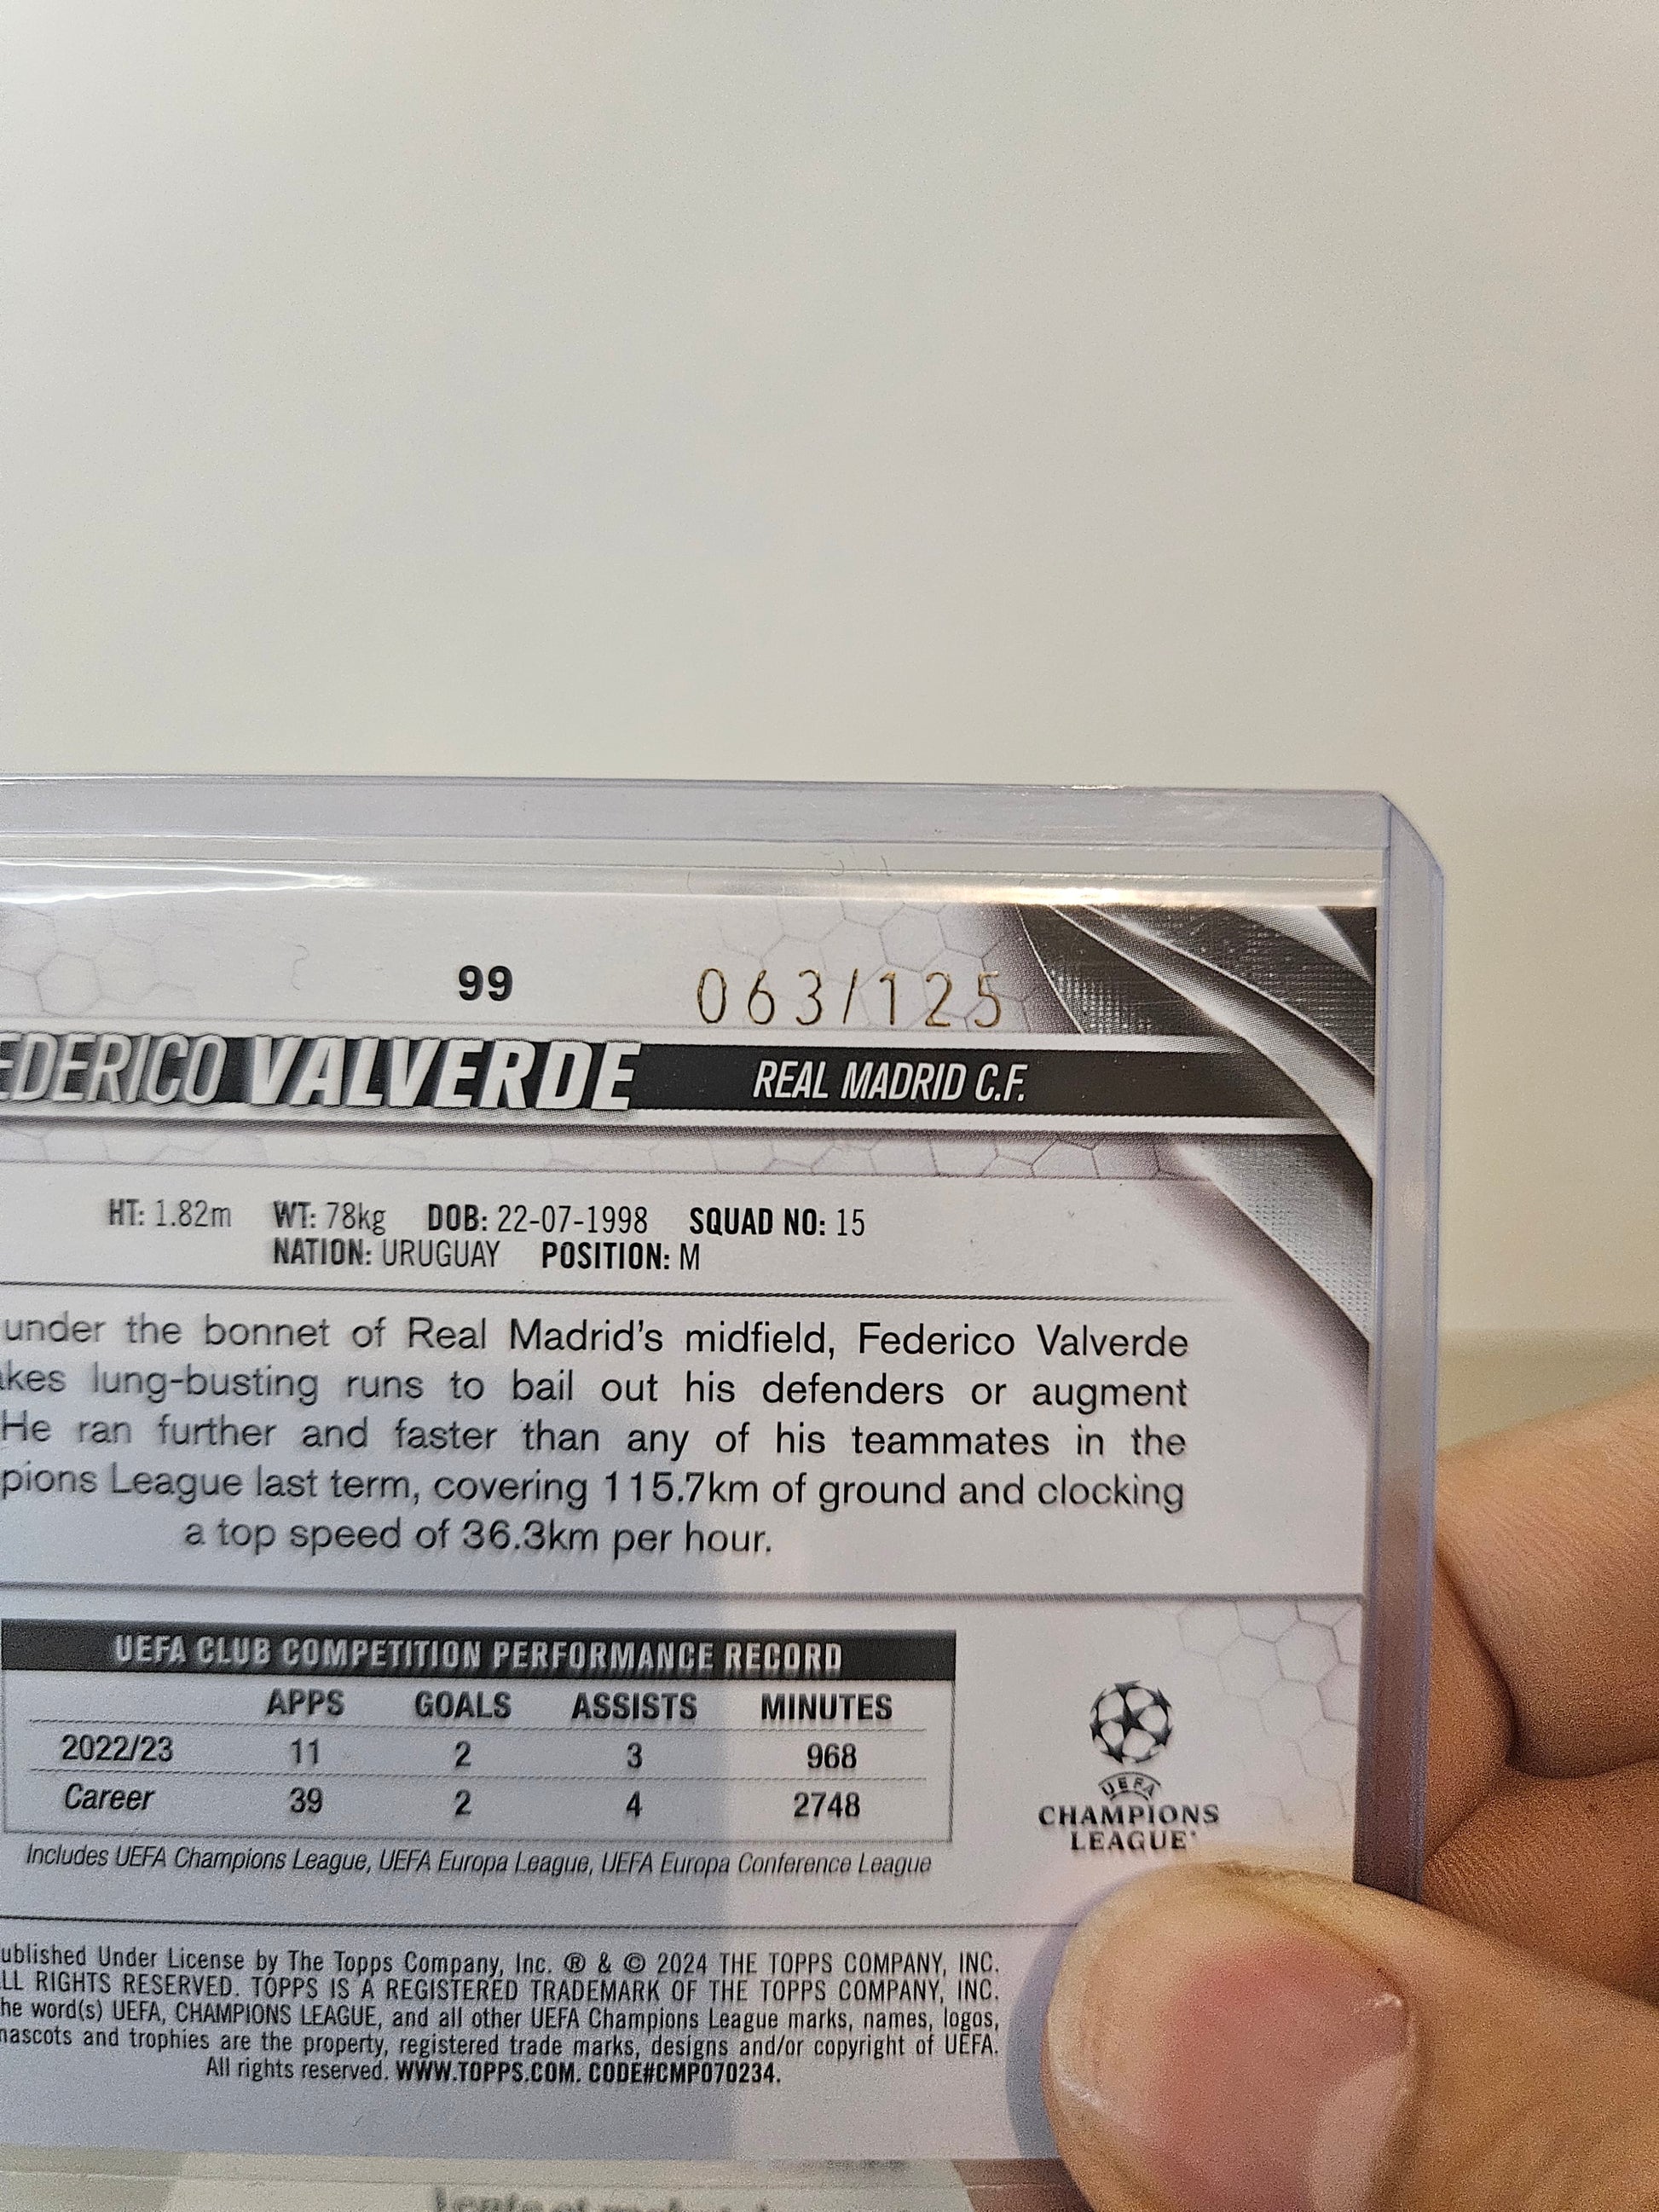 99 063/125
EDERICO VALVERDE REAL MADRID C.F.
HT: 1.82m WT: 78kg DOB: 22-07-1998 SQUAD NO: 15
NATION: URUGUAY POSITION: M
under the bonnet of Real Madrid's midfield, Federico Valverde
akes lung-busting runs to bail out his defenders or augment
He ran further and faster than any of his teammates in the
pions League last term, covering 115.7km of ground and clocking
a top speed of 36.3km per hour.
UEFA CLUB COMPETITION PERFORMANCE RECORD
APPS GOALS ASSISTS MINUTES
2022/23 11 2 3 968
Career 39 2 4 2748
Includes UEFA Champions League, UEFA Europa League, UEFA Europa Conference League
UEFA
CHAMPIONS
LEAGUE
ublished Under License by The Topps Company, Inc. ® & © 2024 THE TOPPS COMPANY, INC.
LL RIGHTS RESERVED. TOPPS IS A REGISTERED TRADEMARK OF THE TOPPS COMPANY, INC.
he word(s) UEFA, CHAMPIONS LEAGUE, and all other UEFA Champions League marks, names, logos,
mascots and trophies are the property, registered trade marks, designs and/or copyright of UEFA.
All rights reserved. WWW.TOPPS.COM. CODE#CMP070234.